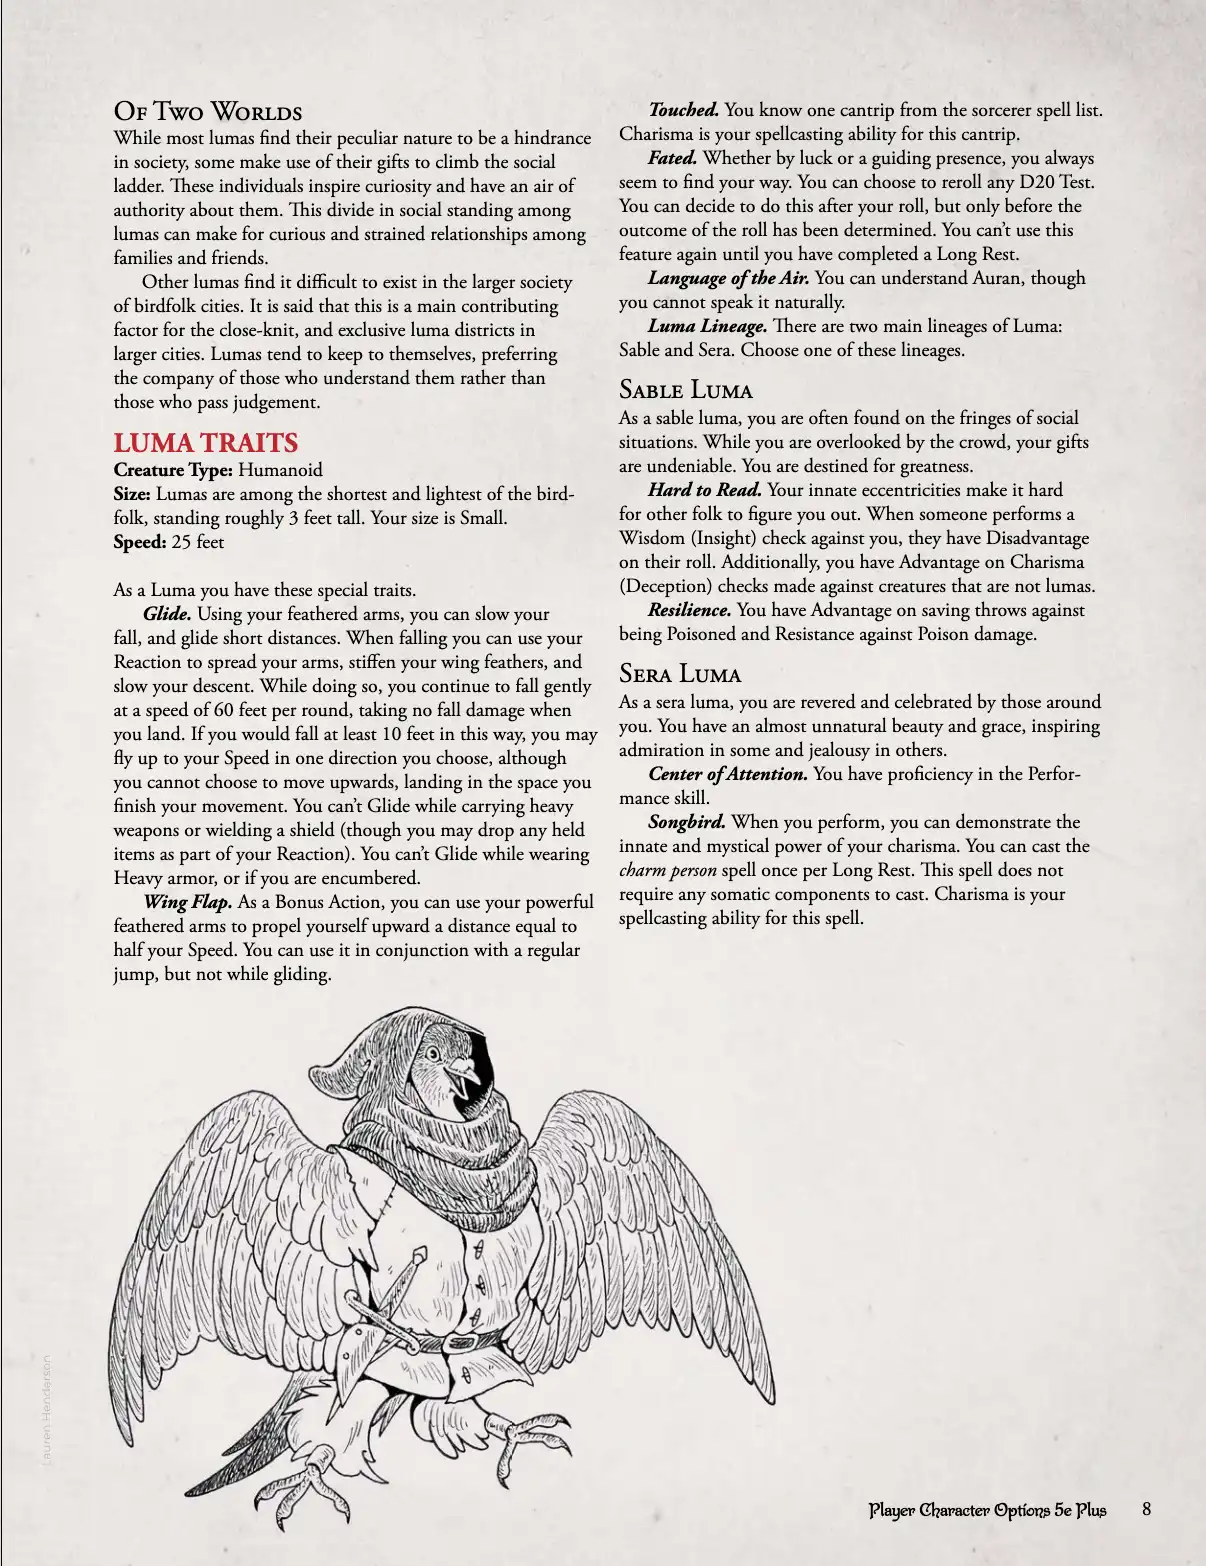 Of Two Worlds
While most lumas find their peculiar nature to be a hindrance
in society, some make use of their gifts to climb the social
ladder. These individuals inspire curiosity and have an air of
authority about them. This divide in social standing among
lumas can make for curious and strained relationships among
families and friends.
Other lumas find it difficult to exist in the larger society
of birdfolk cities. It is said that this is a main contributing
factor for the close-knit, and exclusive luma districts in
larger cities. Lumas tend to keep to themselves, preferring
the company of those who understand them rather than
those who pass judgement.
LUMA TRAITS
Creature Type: Humanoid
Size: Lumas are among the shortest and lightest of the bird-
folk, standing roughly 3 feet tall. Your size is Small.
Speed: 25 feet
As a Luma you have these special traits.
Glide. Using your feathered arms, you can slow your
fall, and glide short distances. When falling you can use your
Reaction to spread your arms, stiffen your wing feathers, and
slow your descent. While doing so, you continue to fall gently
at a speed of 60 feet per round, taking no fall damage when
you land. If you would fall at least 10 feet in this way, you may
fly up to your Speed in one direction you choose, although
you cannot choose to move upwards, landing in the space you
finish your movement. You can’t Glide while carrying heavy
weapons or wielding a shield (though you may drop any held
items as part of your Reaction). You can’t Glide while wearing
Heavy armor, or if you are encumbered.
Wing Flap. As a Bonus Action, you can use your powerful
feathered arms to propel yourself upward a distance equal to
half your Speed. You can use it in conjunction with a regular
jump, but not while gliding.
Touched. You know one cantrip from the sorcerer spell list.
Charisma is your spellcasting ability for this cantrip.
Fated. Whether by luck or a guiding presence, you always
seem to find your way. You can choose to reroll any D20 Test.
You can decide to do this after your roll, but only before the
outcome of the roll has been determined. You can’t use this
feature again until you have completed a Long Rest.
Language of the Air. You can understand Auran, though
you cannot speak it naturally.
Luma Lineage. There are two main lineages of Luma:
Sable and Sera. Choose one of these lineages.
Sable Luma
As a sable luma, you are often found on the fringes of social
situations. While you are overlooked by the crowd, your gifts
are undeniable. You are destined for greatness.
Hard to Read. Your innate eccentricities make it hard
for other folk to figure you out. When someone performs a
Wisdom (Insight) check against you, they have Disadvantage
on their roll. Additionally, you have Advantage on Charisma
(Deception) checks made against creatures that are not lumas.
Resilience. You have Advantage on saving throws against
being Poisoned and Resistance against Poison damage.
Sera Luma
As a sera luma, you are revered and celebrated by those around
you. You have an almost unnatural beauty and grace, inspiring
admiration in some and jealousy in others.
Center of Attention. You have proficiency in the Perfor-
mance skill.
Songbird. When you perform, you can demonstrate the
innate and mystical power of your charisma. You can cast the
charm person spell once per Long Rest. This spell does not
require any somatic components to cast. Charisma is your
spellcasting ability for this spell.
Lauren Henderson
Player Character Options 5e Plus 8